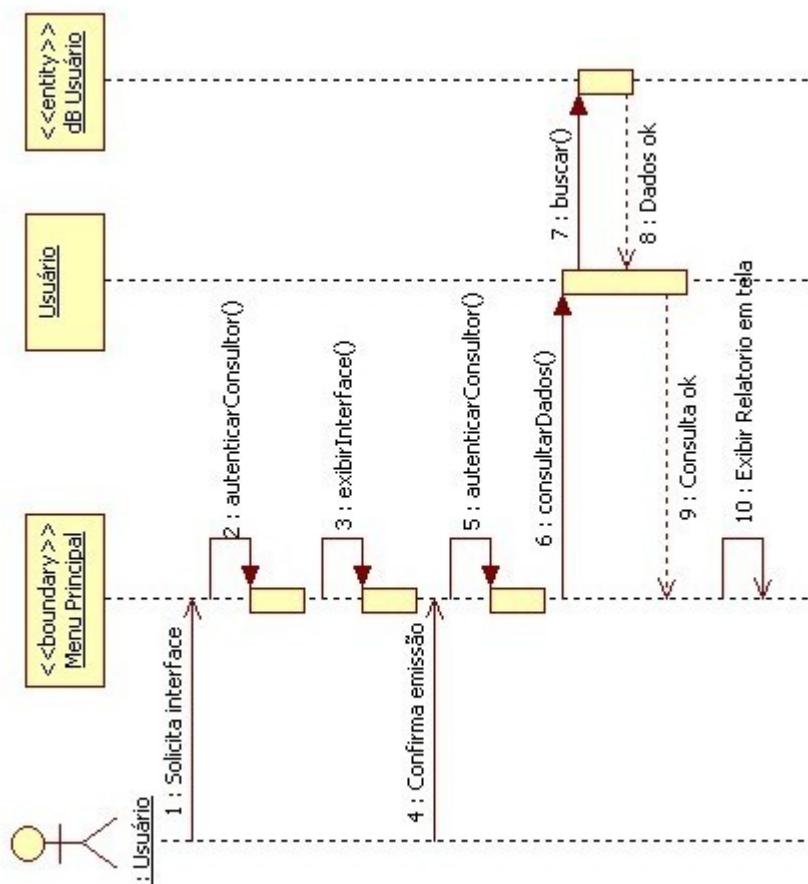 : Usuário
<<boundary>>
Menu Principal
Usuário
<<entity>>
dB Usuário
1 : Solicita interface
2 : autenticarConsultor()
3 : exibirInterface()
4 : Confirma emissão
5 : autenticarConsultor()
6 : consultarDados()
7 : buscar()
8 : Dados ok
9 : Consulta ok
10 : Exibir Relatorio em tela